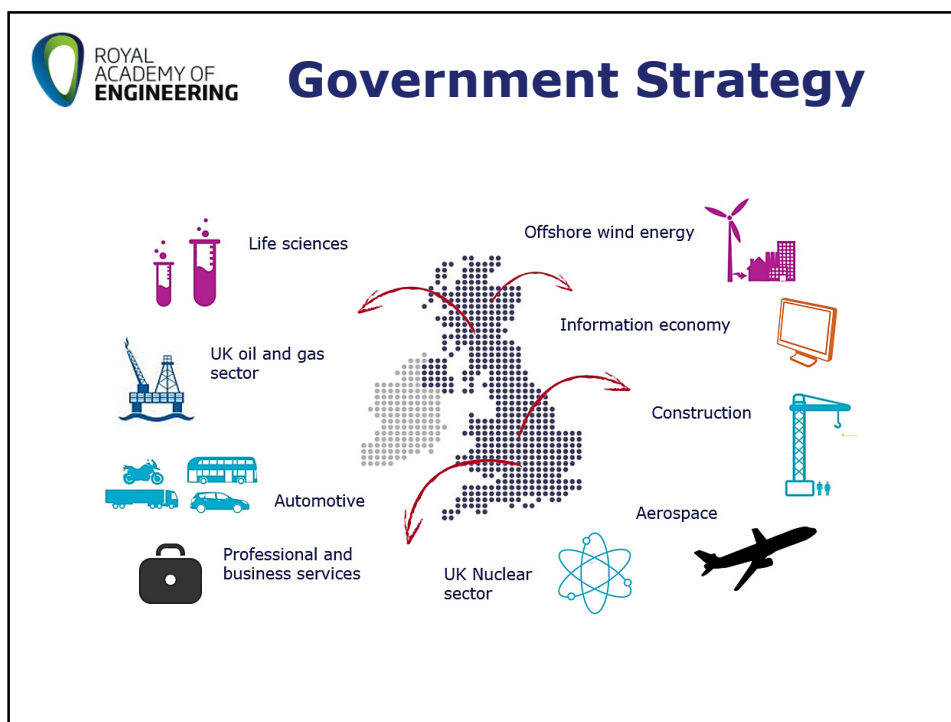 ROYAL
ACADEMY OF
ENGINEERING
Government Strategy
Life sciences
Offshore wind energy
Information economy
UK oil and gas
sector
Construction
Automotive
Aerospace
Professional and
business services
UK Nuclear
sector